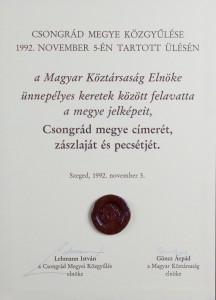 CSONGRÁD MEGYE KÖZGYŰLÉSE
1992. NOVEMBER 5-ÉN TARTOTT ÜLÉSÉN
a Magyar Köztársaság Elnöke
ünnepélyes keretek között felavatta
a megye jelképeit,
Csongrád megye címerét,
zászlaját és pecsétjét.
Szeged, 1992. november 5.
Lehmann István
a Csongrád Megyei Közgyűlés
elnöke
Göncz Árpád
a Magyar Köztársaság
elnöke